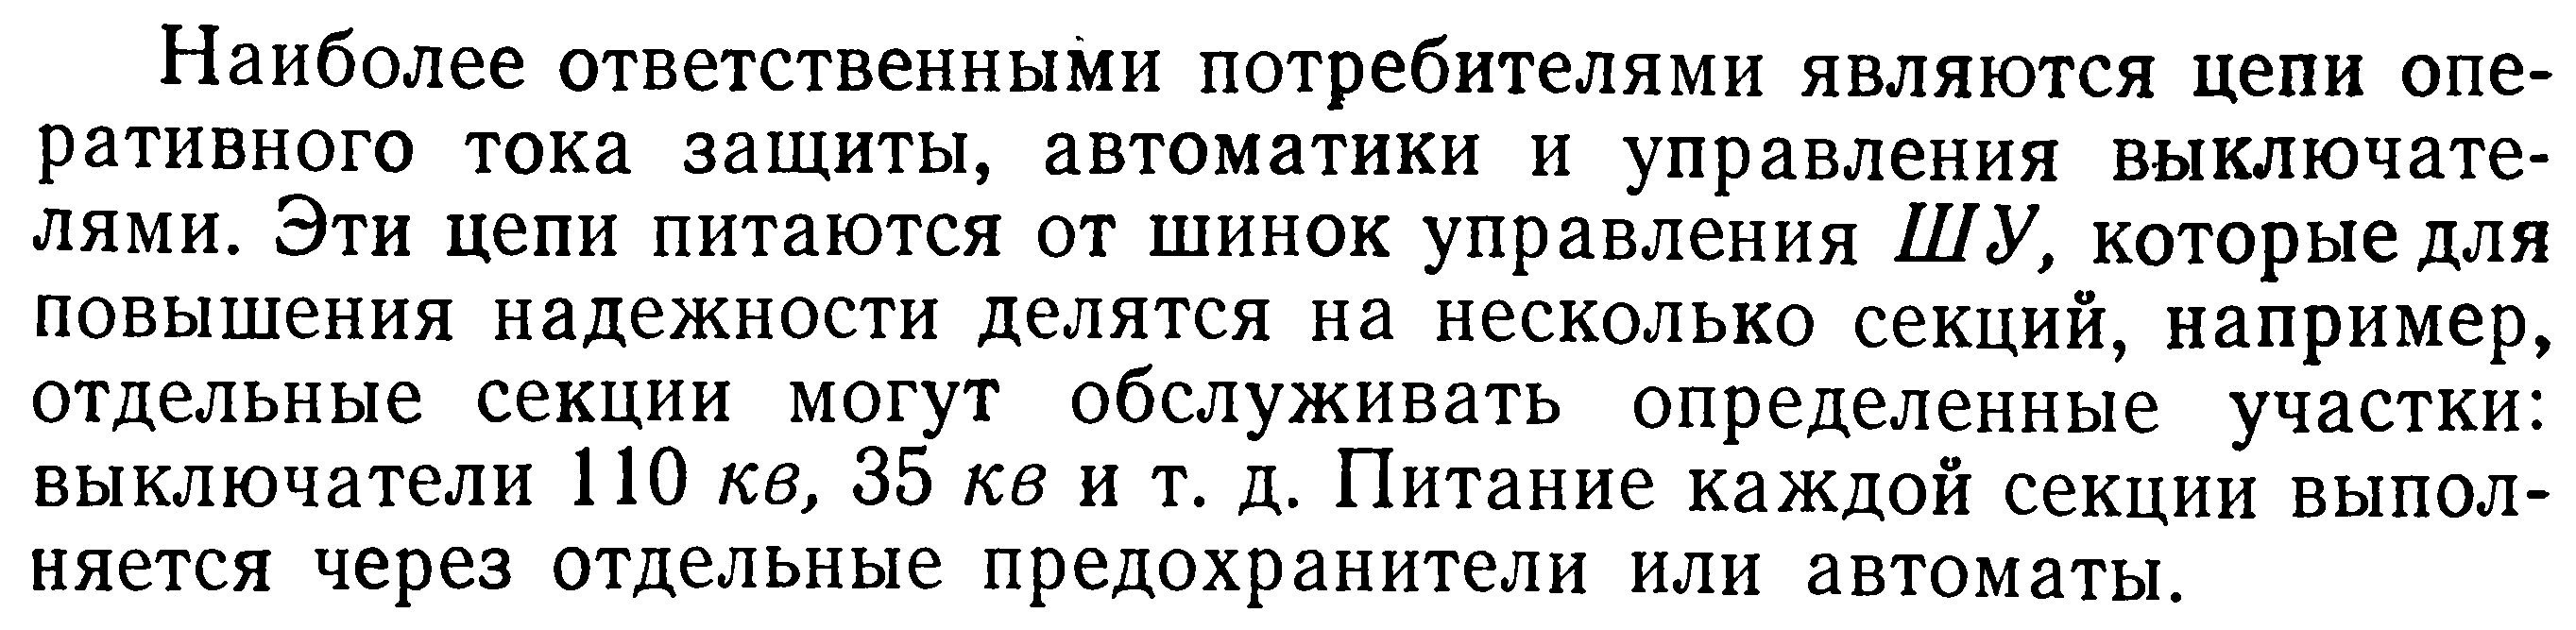 Наиболее ответственными потребителями являются цепи опе-
ративного тока защиты, автоматики и управления выключате-
лями. Эти цепи питаются от шинок управления ШУ, которые для
повышения надежности делятся на несколько секций, например,
отдельные секции могут обслуживать определенные участки:
выключатели 110 кв, 35 кв и т. д. Питание каждой секции выпол-
няется через отдельные предохранители или автоматы.